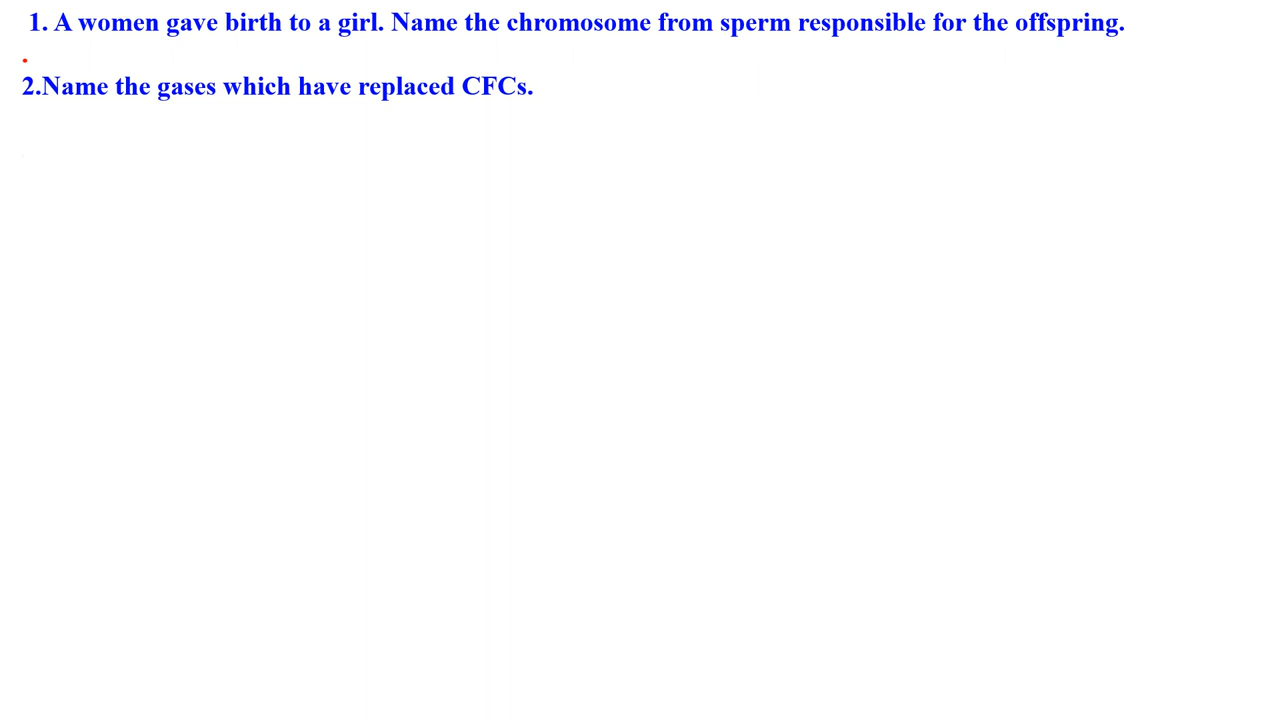 1. A women gave birth to a girl. Name the chromosome from sperm responsible for the offspring.
.
2.Name the gases which have replaced CFCs.